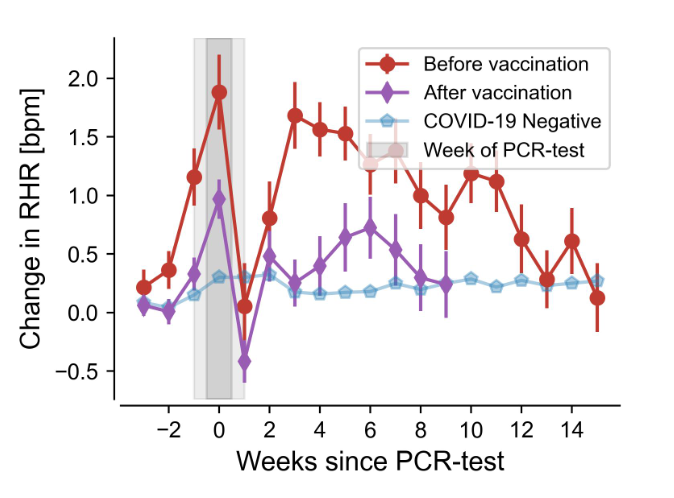 Before vaccination
After vaccination
COVID-19 Negative
Week of PCR-test
Change in RHR [bpm]
2.0
1.5
1.0
0.5
0.0
−0.5
−2 0 2 4 6 8 10 12 14
Weeks since PCR-test